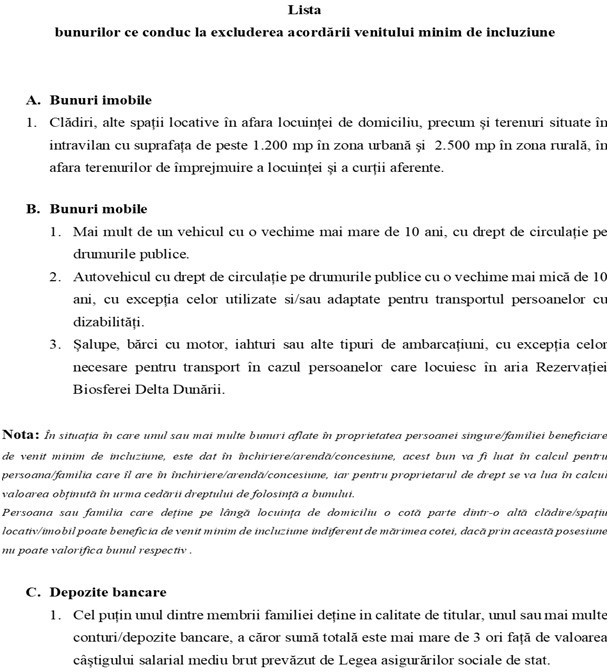 Lista
bunurilor ce conduc la excluderea acordării venitului minim de incluziune
A. Bunuri imobile
1. Clădiri, alte spații locative în afara locuinței de domiciliu, precum și terenuri situate în
intravilan cu suprafața de peste 1.200 mp în zona urbană și 2.500 mp în zona rurală, în
afara terenurilor de împrejmuire a locuinței și a curții aferente.
B. Bunuri mobile
1. Mai mult de un vehicul cu o vechime mai mare de 10 ani, cu drept de circulație pe
drumurile publice.
2. Autovehicul cu drept de circulație pe drumurile publice cu o vechime mai mică de 10
ani, cu excepția celor utilizate si/sau adaptate pentru transportul persoanelor cu
dizabilități.
3. Șalupe, bărci cu motor, iahturi sau alte tipuri de ambarcațiuni, cu excepția celor
necesare pentru transport în cazul persoanelor care locuiesc în aria Rezervației
Biosferei Delta Dunării.
Nota: În situația în care unul sau mai multe bunuri aflate în proprietatea persoanei singure/familiei beneficiare
de venit minim de incluziune, este dat în închiriere/arendă/concesiune, acest bun va fi luat în calcul pentru
persoana/familia care îl are în închiriere/arendă/concesiune, iar pentru proprietarul de drept se va lua în calcul
valoarea obținută în urma cedării dreptului de folosință a bunului.
Persoana sau familia care deține pe lângă locuința de domiciliu o cotă parte dintr-o altă clădire/spațiu
locativ/imobil poate beneficia de venit minim de incluziune indiferent de mărimea cotei, dacă prin această posesiune
nu poate valorifica bunul respectiv .
C. Depozite bancare
1. Cel puțin unul dintre membrii familiei deține in calitate de titular, unul sau mai multe
conturi/depozite bancare, a căror sumă totală este mai mare de 3 ori față de valoarea
câștigului salarial mediu brut prevăzut de Legea asigurărilor sociale de stat.